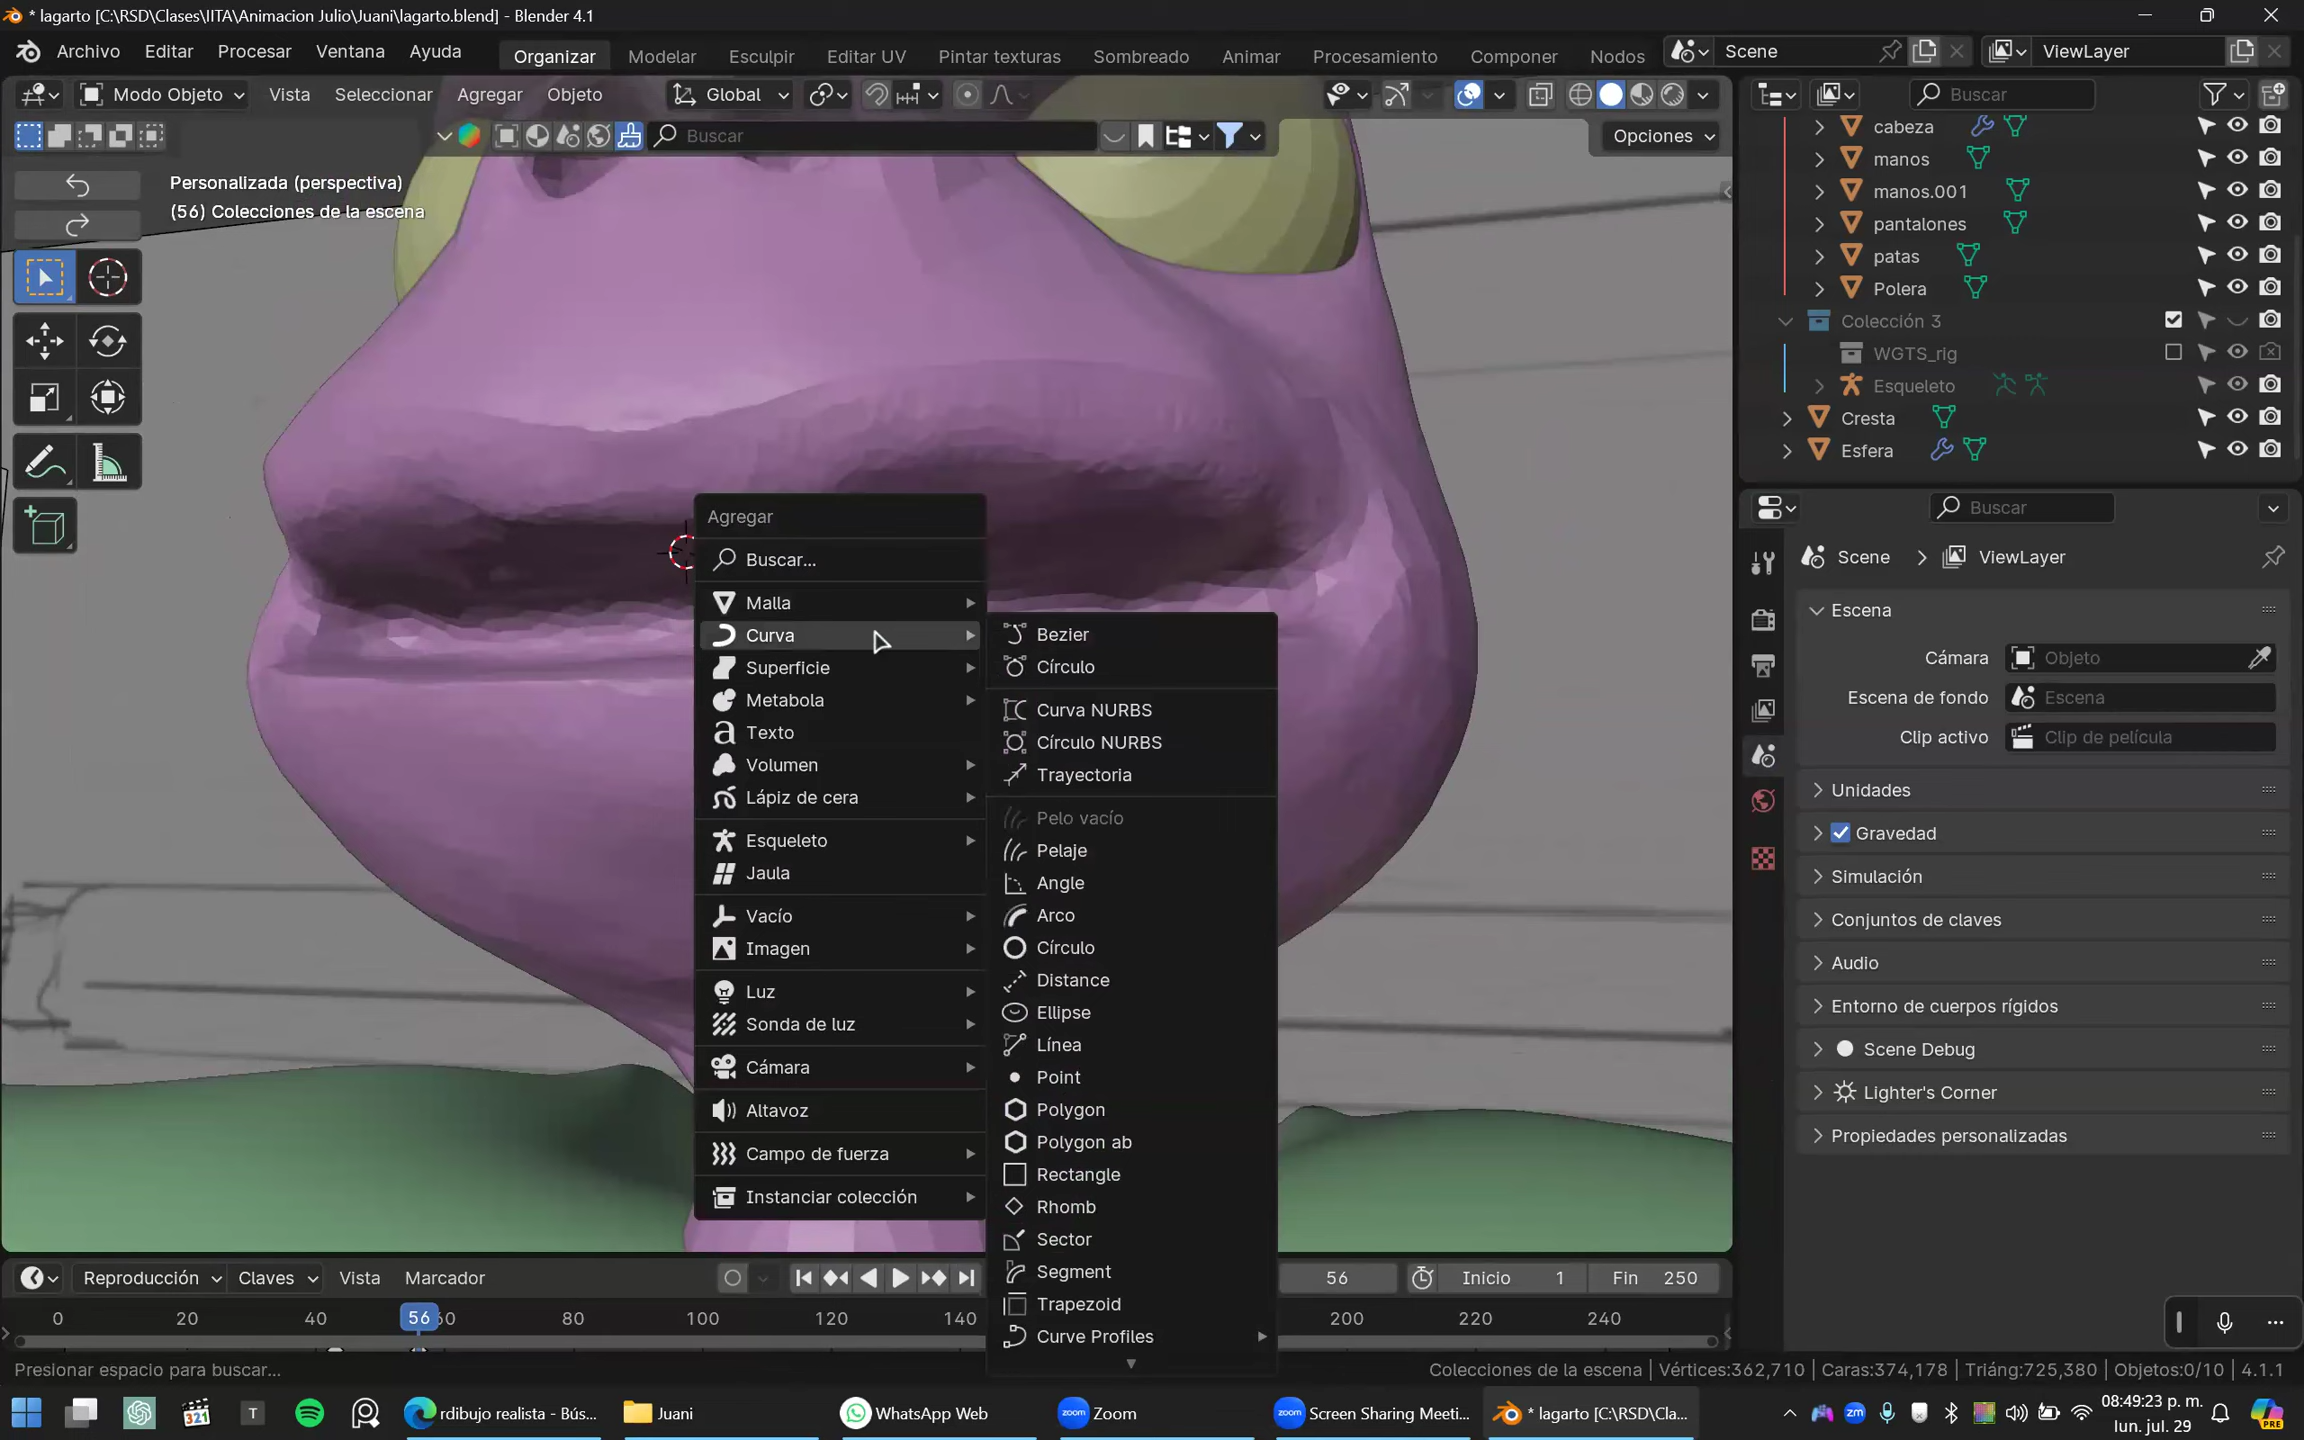 * lagarto [C:\RSD\Clases\IITA\Animacion Julio\Juani\lagarto.blend] - Blender 4.1
Archivo Editar Procesar Ventana Ayuda Organizar Modelar Esculpir Editar UV Pintar texturas Sombreado Animar Procesamiento Componer Nodos Scene ViewLayer
Modo Objeto Vista Seleccionar Agregar Objeto Global Buscar
Buscar Opciones
Personalizada (perspectiva)
(56) Colecciones de la escena
cabeza
manos
manos.001
pantalones
patas
Polera
Colección 3
WGTS_rig
Esqueleto
Cresta
Esfera
Buscar
Scene > ViewLayer
Escena
Cámara Objeto
Escena de fondo Escena
Clip activo Clip de película
Unidades
Gravedad
Simulación
Conjuntos de claves
Audio
Entorno de cuerpos rígidos
Scene Debug
Lighter's Corner
Propiedades personalizadas
Agregar
Buscar...
Malla
Curva
Superficie
Metabola
Texto
Volumen
Lápiz de cera
Esqueleto
Jaula
Vacío
Imagen
Luz
Sonda de luz
Cámara
Altavoz
Campo de fuerza
Instanciar colección
Bezier
Círculo
Curva NURBS
Círculo NURBS
Trayectoria
Pelo vacío
Pelaje
Angle
Arco
Círculo
Distance
Ellipse
Línea
Point
Polygon
Polygon ab
Rectangle
Rhomb
Sector
Segment
Trapezoid
Curve Profiles
Reproducción Claves Vista Marcador 56 Inicio 1 Fin 250
0 20 40 56 60 80 100 120 140 200 220 240
Presionar espacio para buscar... Colecciones de la escena | Vértices:362,710 | Caras:374,178 | Triáng:725,380 | Objetos:0/10 | 4.1.1
321 T rdibujo realista - Bús... Juani WhatsApp Web zoom Zoom zoom Screen Sharing Meeti... * lagarto [C:\RSD\Cla... zm 08:49:23 p. m. PRE
lun. jul. 29